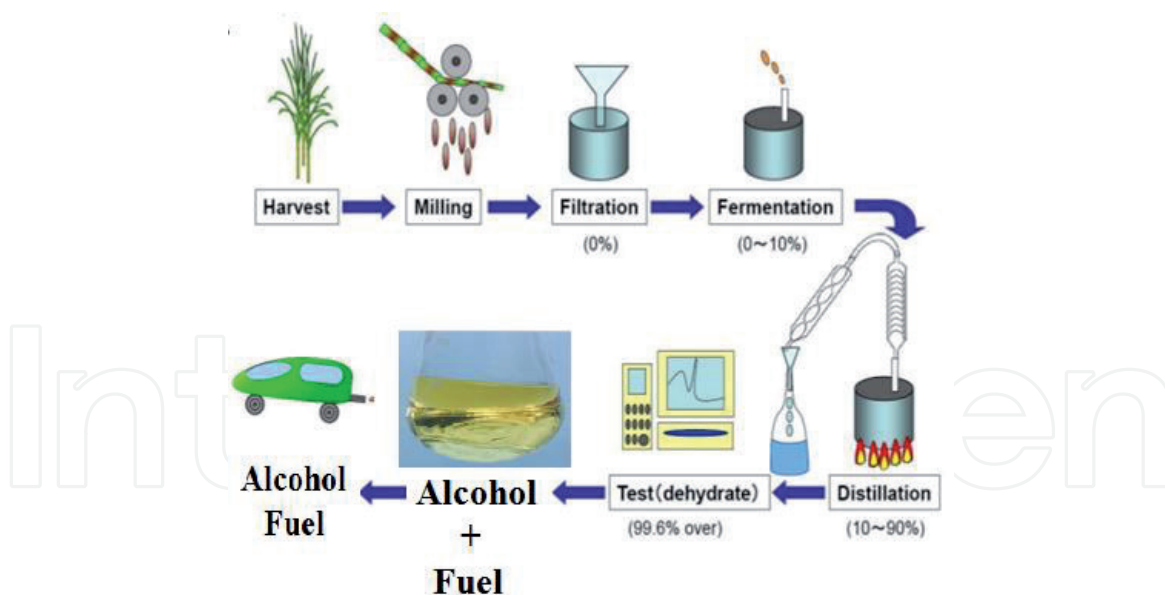 Harvest
Milling
Filtration
Fermentation
(0%)
(0~10%)
Alcohol
Fuel
Alcohol
+
Fuel
Test(dehydrate)
Distillation
(99.6% over)
(10~90%)